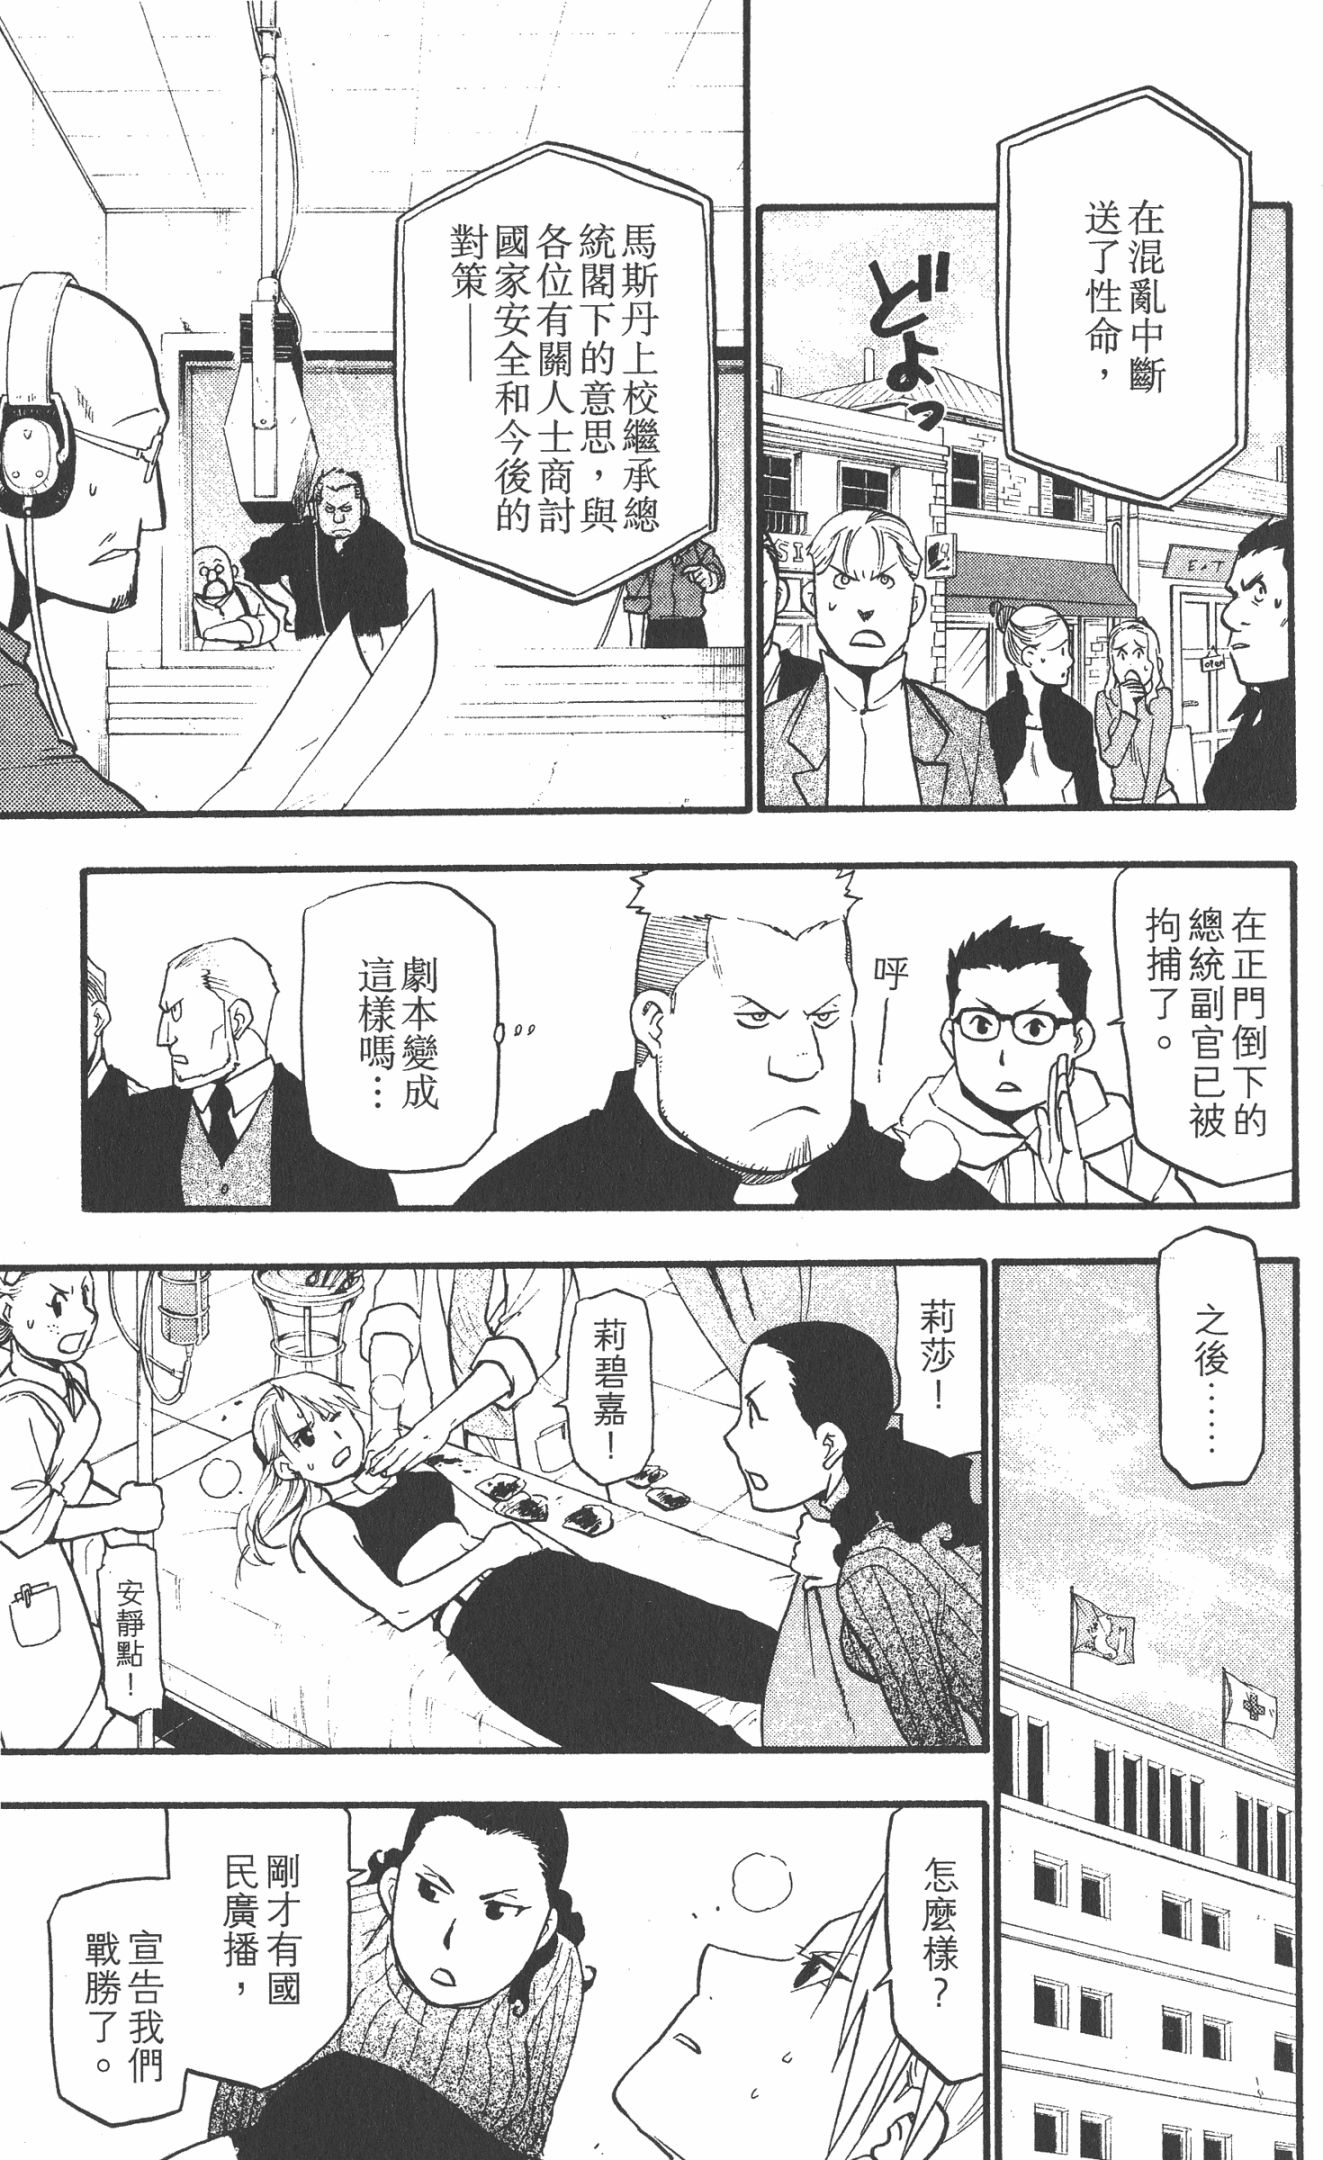 在混亂中斷
送了性命，
どよっ
SI
EXT
OPEN
馬斯丹上校繼承總
統閣下的意思，與
各位有關人士商討
國家安全和今後的
對策——
在正門倒下的
總統副官已被
拘捕了。
呼——
劇本變成
這樣嗎…
之後……
莉莎！
莉碧嘉！
安靜點！
怎麼樣？
剛才有國
民廣播，
宣告我們
戰勝了。